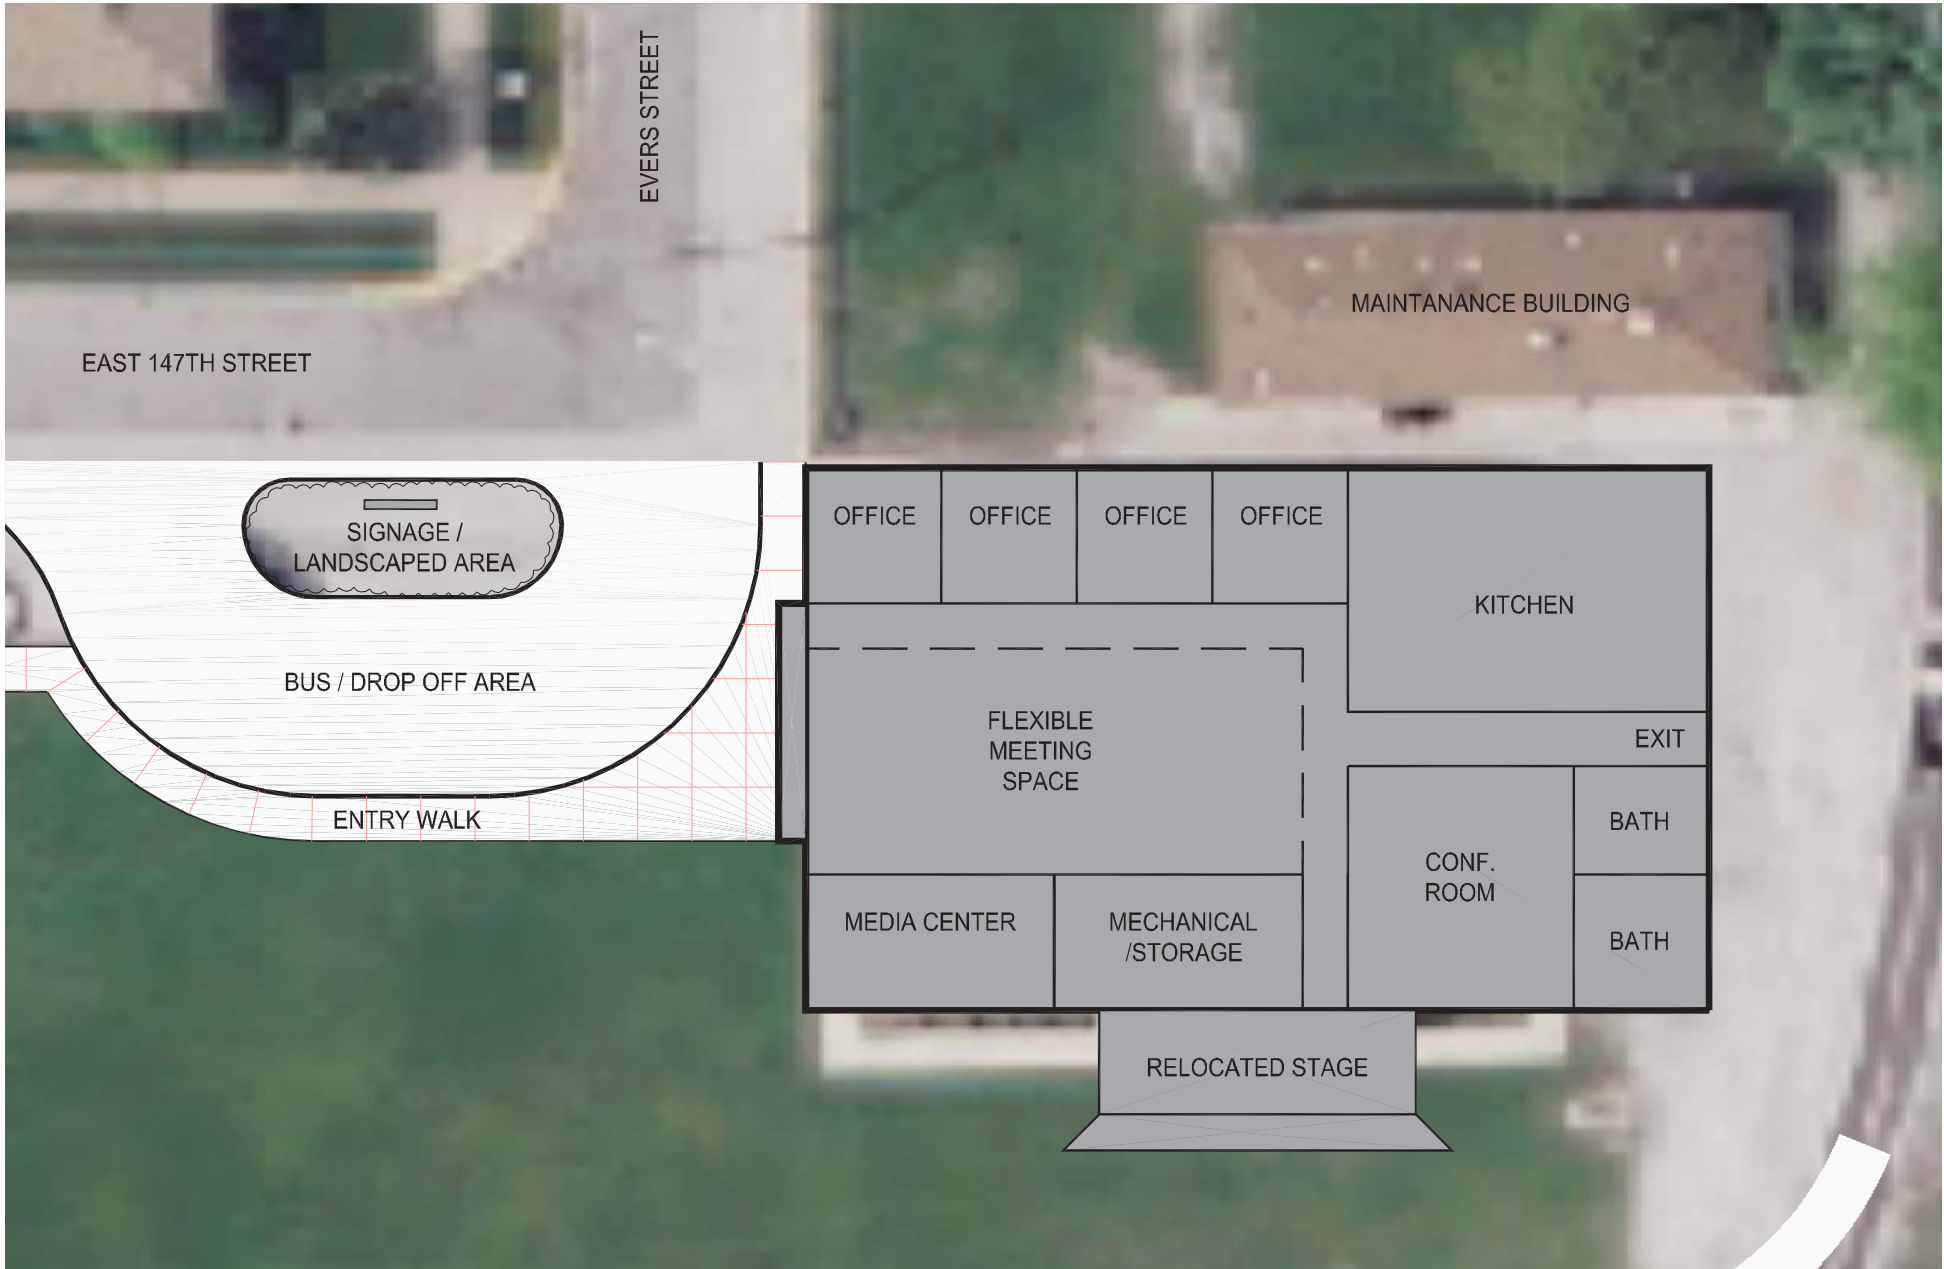 EVERS STREET
MAINTANANCE BUILDING
EAST 147TH STREET
SIGNAGE /
LANDSCAPED AREA
OFFICE
OFFICE
OFFICE
OFFICE
KITCHEN
BUS / DROP OFF AREA
FLEXIBLE
MEETING
SPACE
EXIT
ENTRY WALK
BATH
CONF.
ROOM
MEDIA CENTER
MECHANICAL
/STORAGE
BATH
RELOCATED STAGE